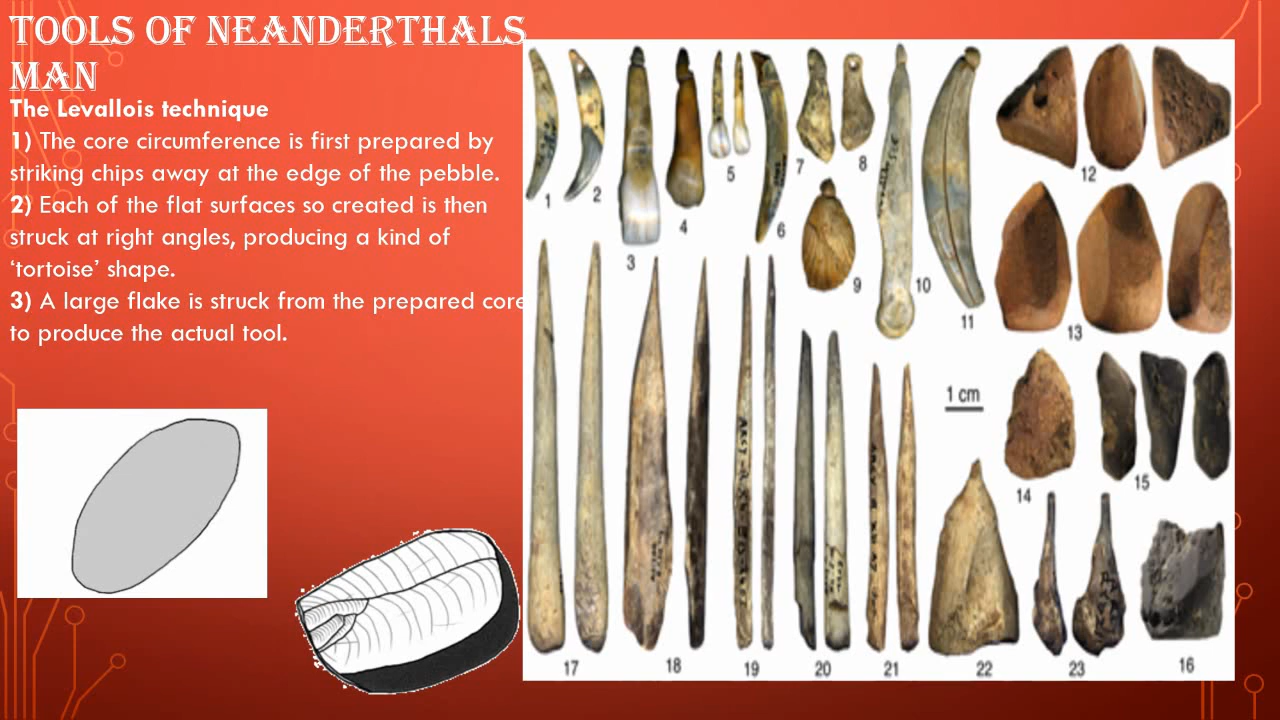 TOOLS OF NEANDERTHALS
MAN
The Levallois technique
1) The core circumference is first prepared by
striking chips away at the edge of the pebble.
2) Each of the flat surfaces so created is then
struck at right angles, producing a kind of
‘tortoise’ shape.
3) A large flake is struck from the prepared core
to produce the actual tool.
1
2
3
4
5
6
7
8
9
10
11
12
13
1 cm
14
15
17
18
19
20
21
22
23
16